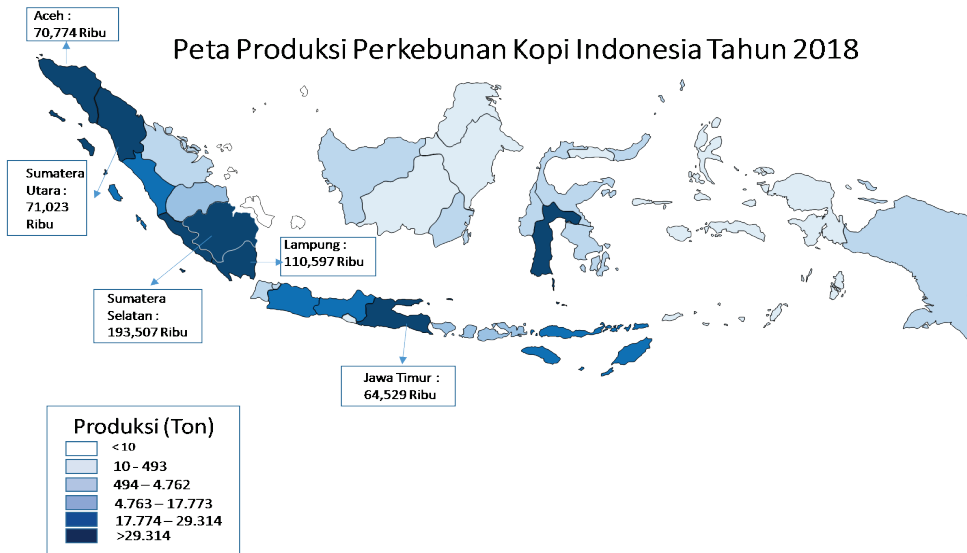 Peta Produksi Perkebunan Kopi Indonesia Tahun 2018
Aceh :
70,774 Ribu
Sumatera
Utara :
71,023
Ribu
Lampung :
110,597 Ribu
Sumatera
Selatan :
193,507 Ribu
Jawa Timur :
64,529 Ribu
Produksi (Ton)
<10
10 - 493
494 – 4.762
4.763 – 17.773
17.774 – 29.314
>29.314